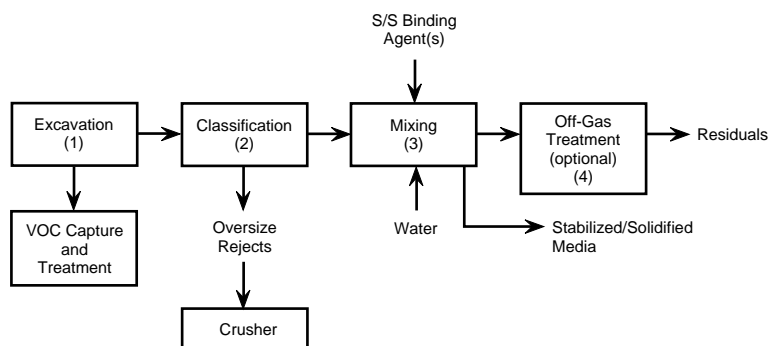 S/S Binding
Agent(s)
Excavation
(1)
Classification
(2)
Mixing
(3)
Off-Gas
Treatment
(optional)
(4)
Residuals
VOC Capture
and
Treatment
Oversize
Rejects
Water
Stabilized/Solidified
Media
Crusher